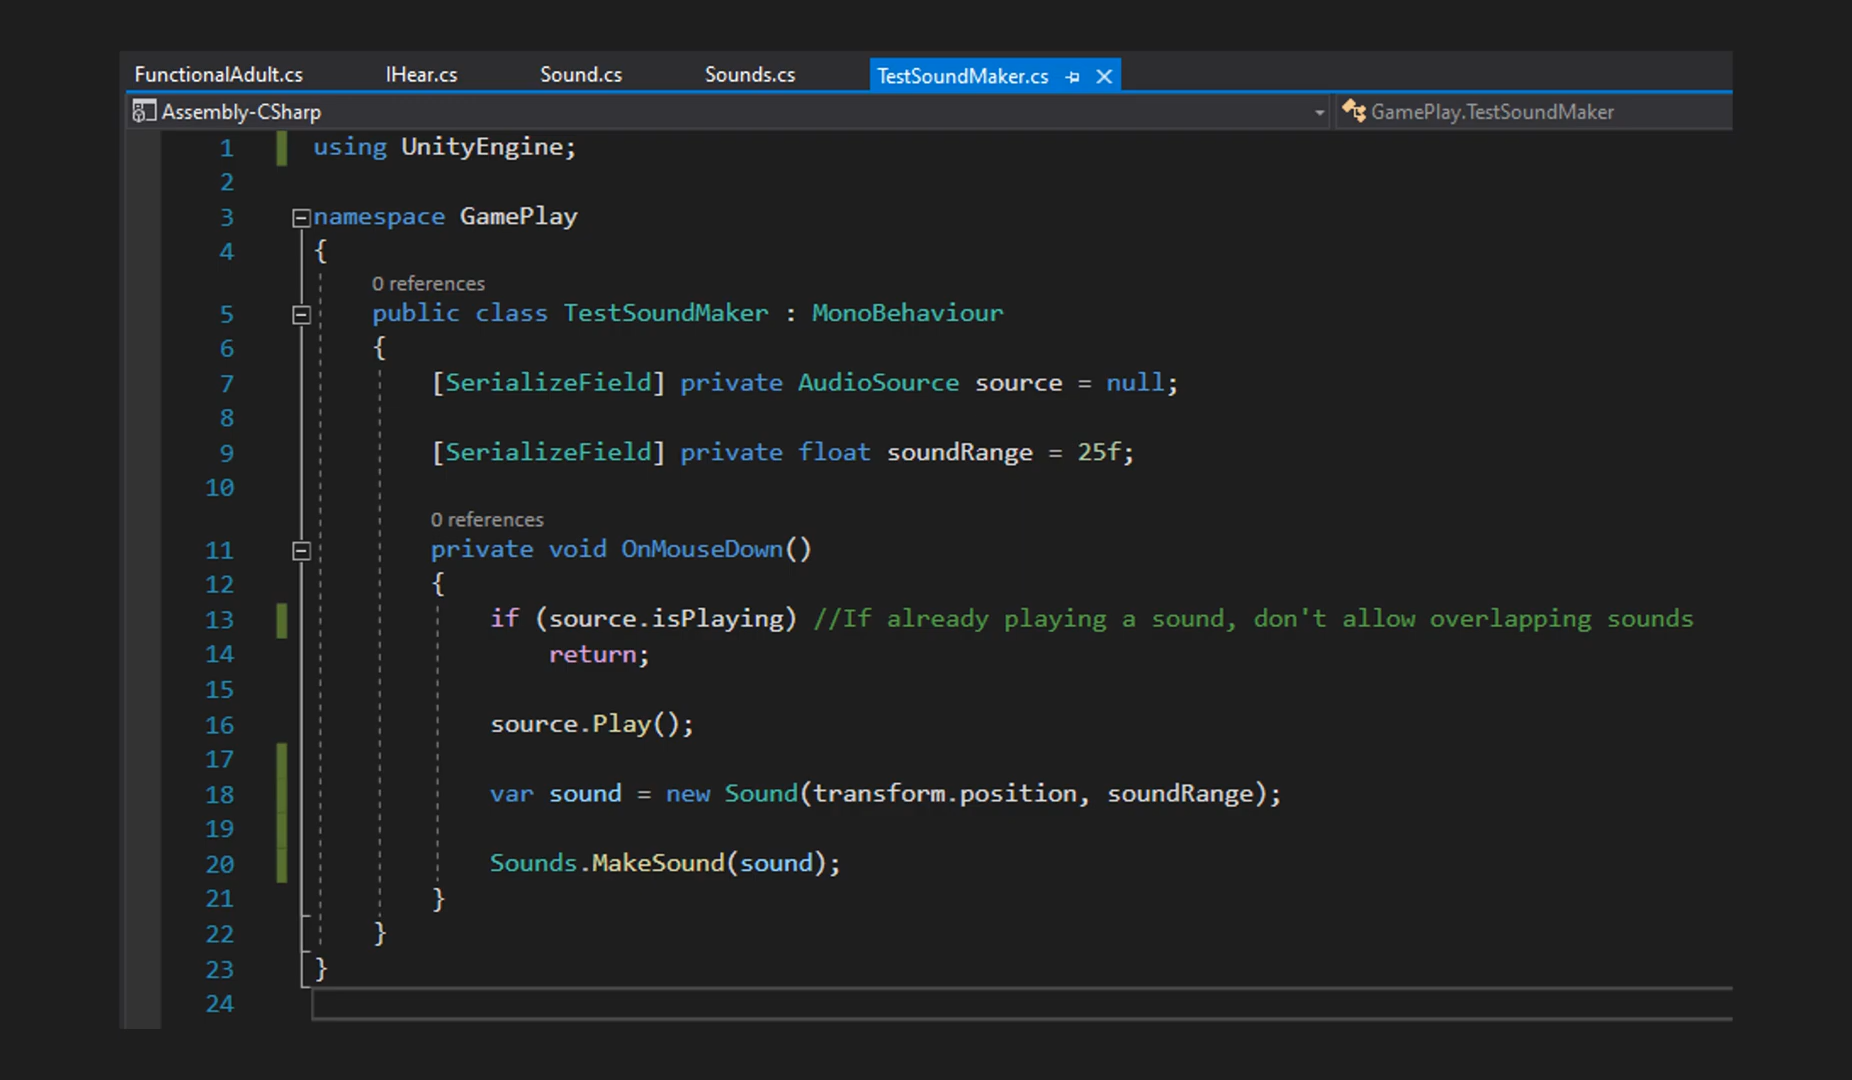 FunctionalAdult.cs IHear.cs Sound.cs Sounds.cs TestSoundMaker.cs
Assembly-CSharp GamePlay.TestSoundMaker
1 using UnityEngine;
2
3 namespace GamePlay
4 {
0 references
5 public class TestSoundMaker : MonoBehaviour
6 {
7 [SerializeField] private AudioSource source = null;
8
9 [SerializeField] private float soundRange = 25f;
10
0 references
11 private void OnMouseDown()
12 {
13 if (source.isPlaying) //If already playing a sound, don't allow overlapping sounds
14 return;
15
16 source.Play();
17
18 var sound = new Sound(transform.position, soundRange);
19
20 Sounds.MakeSound(sound);
21 }
22 }
23 }
24